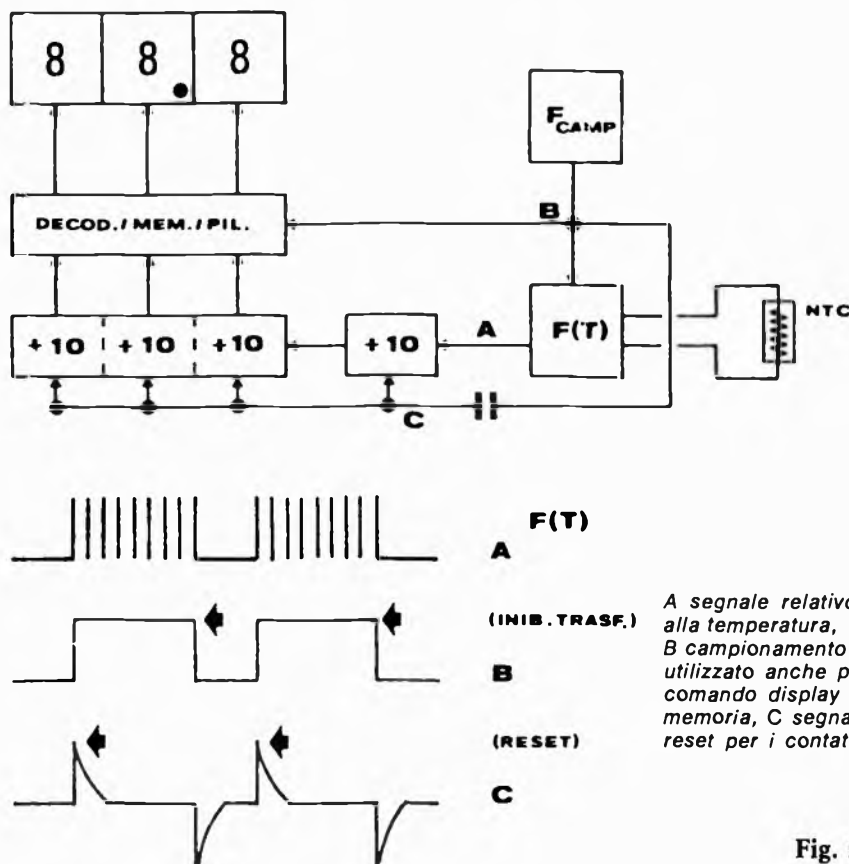 8 8. 8
F CAMP
B
DECOD./MEM./PIL.
+10 +10 +10
+10
A
F(T)
NTC
C
F(T)
A
(INIB. TRASF.)
B
(RESET)
C
A segnale relativo
alla temperatura,
B campionamento
utilizzato anche p
comando display
memoria, C segna
reset per i contat
Fig.